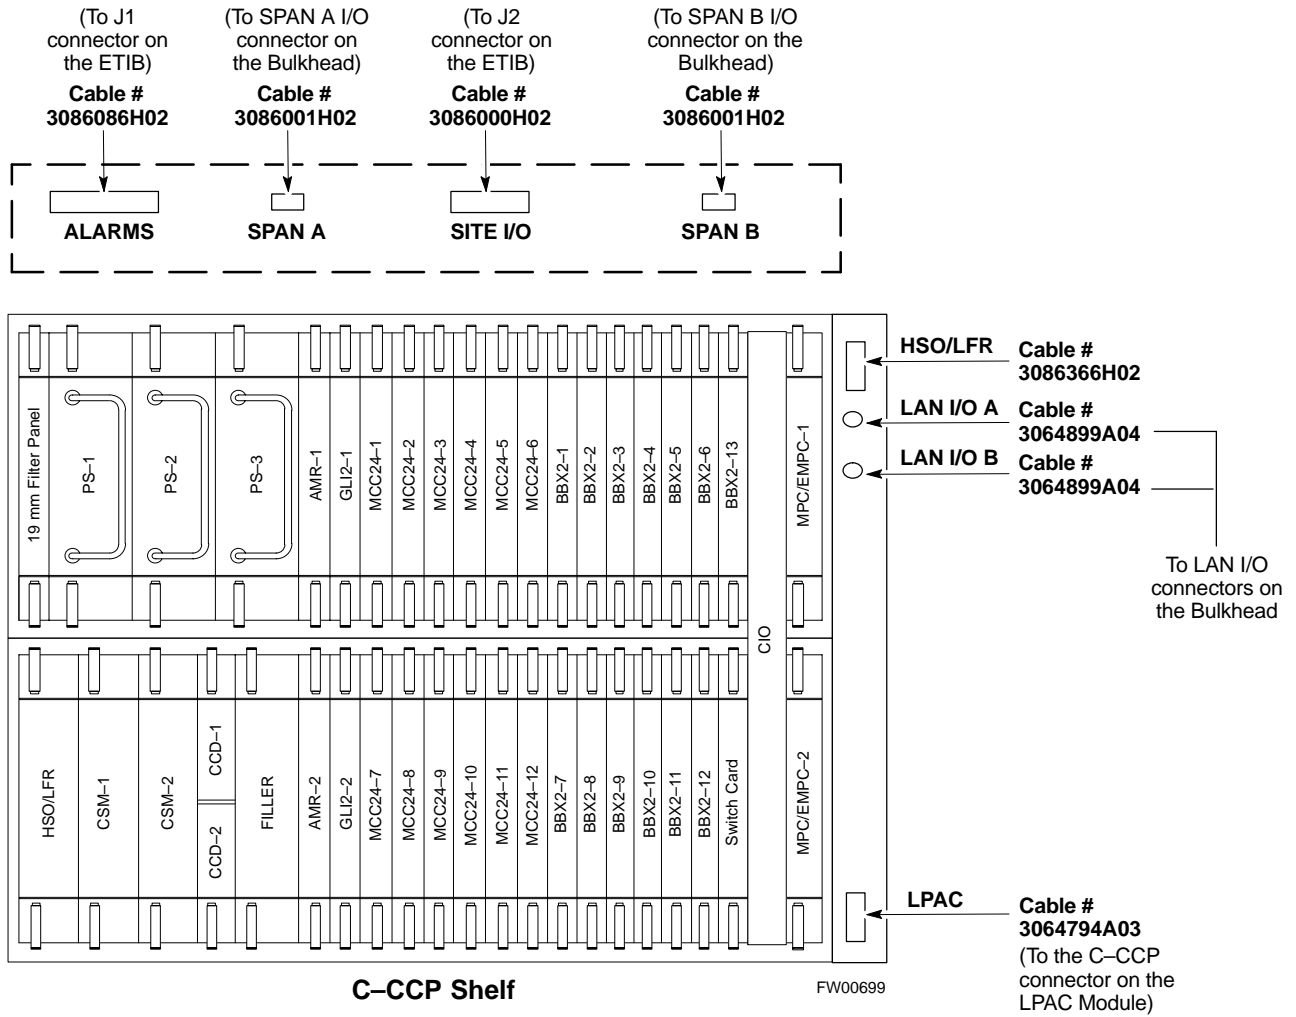 (To J1
connector on
the ETIB)
Cable #
3086086H02
(To SPAN A I/O
connector on
the Bulkhead)
Cable #
3086001H02
(To J2
connector on
the ETIB)
Cable #
3086000H02
(To SPAN B I/O
connector on the
Bulkhead)
Cable #
3086001H02
ALARMS
SPAN A
SITE I/O
SPAN B
19 mm Filter Panel
PS–1
PS–2
PS–3
AMR–1
GLI2–1
MCC24–1
MCC24–2
MCC24–3
MCC24–4
MCC24–5
MCC24–6
BBX2–1
BBX2–2
BBX2–3
BBX2–4
BBX2–5
BBX2–6
BBX2–13
CIO
MPC/EMPC–1
HSO/LFR
Cable #
3086366H02
LAN I/O A
Cable #
3064899A04
LAN I/O B
Cable #
3064899A04
To LAN I/O
connectors on
the Bulkhead
HSO/LFR
CSM–1
CSM–2
CCD–1
CCD–2
FILLER
AMR–2
GLI2–2
MCC24–7
MCC24–8
MCC24–9
MCC24–10
MCC24–11
MCC24–12
BBX2–7
BBX2–8
BBX2–9
BBX2–10
BBX2–11
BBX2–12
Switch Card
MPC/EMPC–2
LPAC
Cable #
3064794A03
(To the C–CCP
connector on the
LPAC Module)
C–CCP Shelf
FW00699